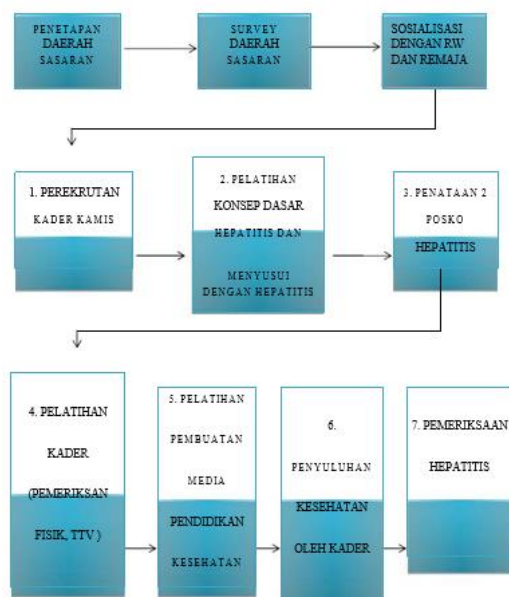 PENETAPAN
DAERAH
SASARAN
SURVEY
DAERAH
SASARAN
SOSIALISASI
DENGAN RW
DAN REMAJA
1. PEREKRUTAN
KADER KAMIS
2. PELATIHAN
KONSEP DASAR
HEPATITIS DAN
MENYUSUI
DENGAN HEPATITIS
3. PENATAAN 2
POSKO
HEPATITIS
4. PELATIHAN
KADER
(PEMERIKSAN
FISIK, TTV )
5. PELATIHAN
PEMBUATAN
MEDIA
PENDIDIKAN
KESEHATAN
6.
PENYULUHAN
KESEHATAN
OLEH KADER
7. PEMERIKSAAN
HEPATITIS